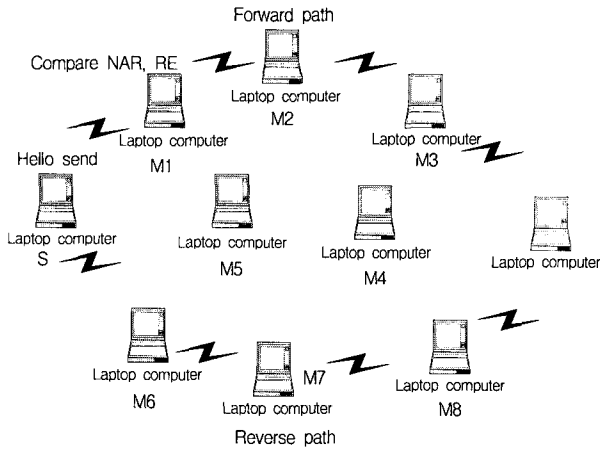 Forward path
Compare NAR, RE
Laptop computer
M2
Laptop computer
M1
Laptop computer
M3
Hello send
Laptop computer
S
Laptop computer
M5
Laptop computer
M4
Laptop computer
Laptop computer
M6
M7
Laptop computer
Laptop computer
M8
Reverse path